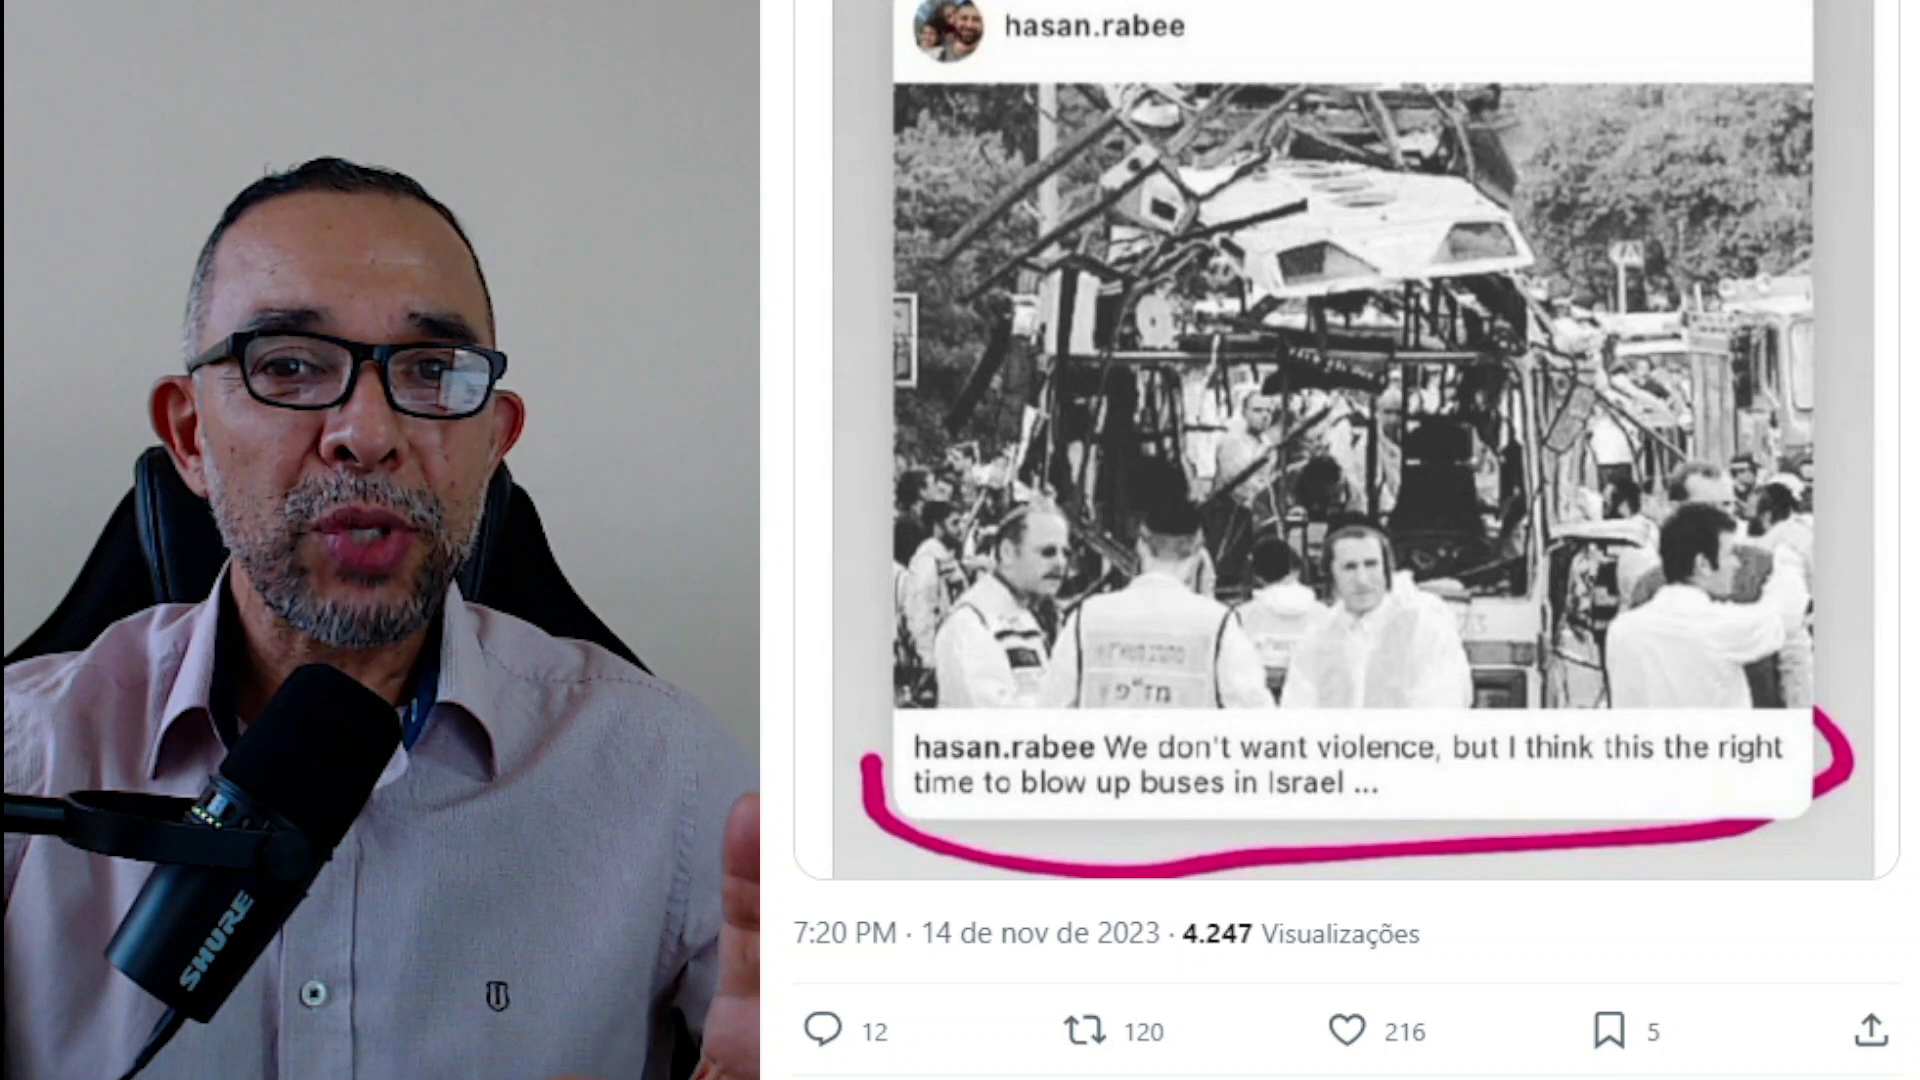 hasan.rabee
מז"פ
hasan.rabee We don't want violence, but I think this the right
time to blow up buses in Israel ...
7:20 PM · 14 de nov de 2023 · 4.247 Visualizações
12 120 216 5
SHURE